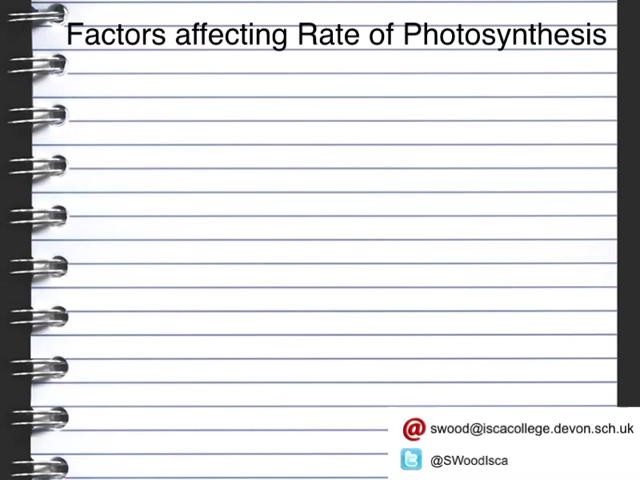 Factors affecting Rate of Photosynthesis
swood@iscacollege.devon.sch.uk
@SWoodIsca